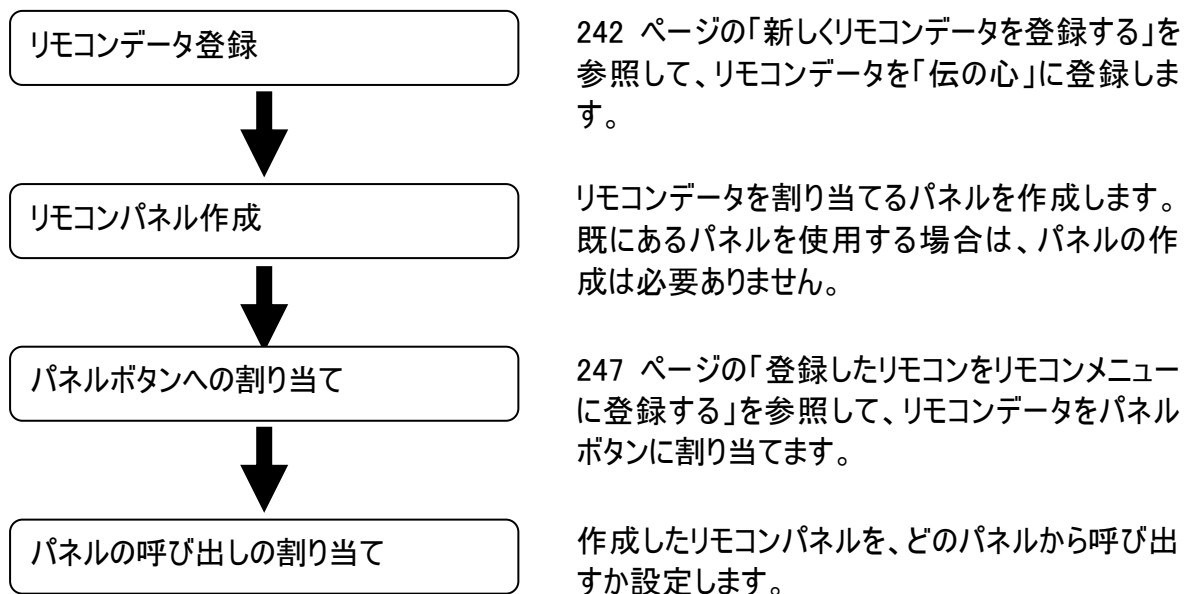 リモコンデータ登録
242 ページの「新しくリモコンデータを登録する」を
参照して、リモコンデータを「伝の心」に登録しま
す。
リモコンパネル作成
リモコンデータを割り当てるパネルを作成します。
既にあるパネルを使用する場合は、パネルの作
成は必要ありません。
パネルボタンへの割り当て
247 ページの「登録したリモコンをリモコンメニュー
に登録する」を参照して、リモコンデータをパネル
ボタンに割り当てます。
パネルの呼び出しの割り当て
作成したリモコンパネルを、どのパネルから呼び出
すか設定します。